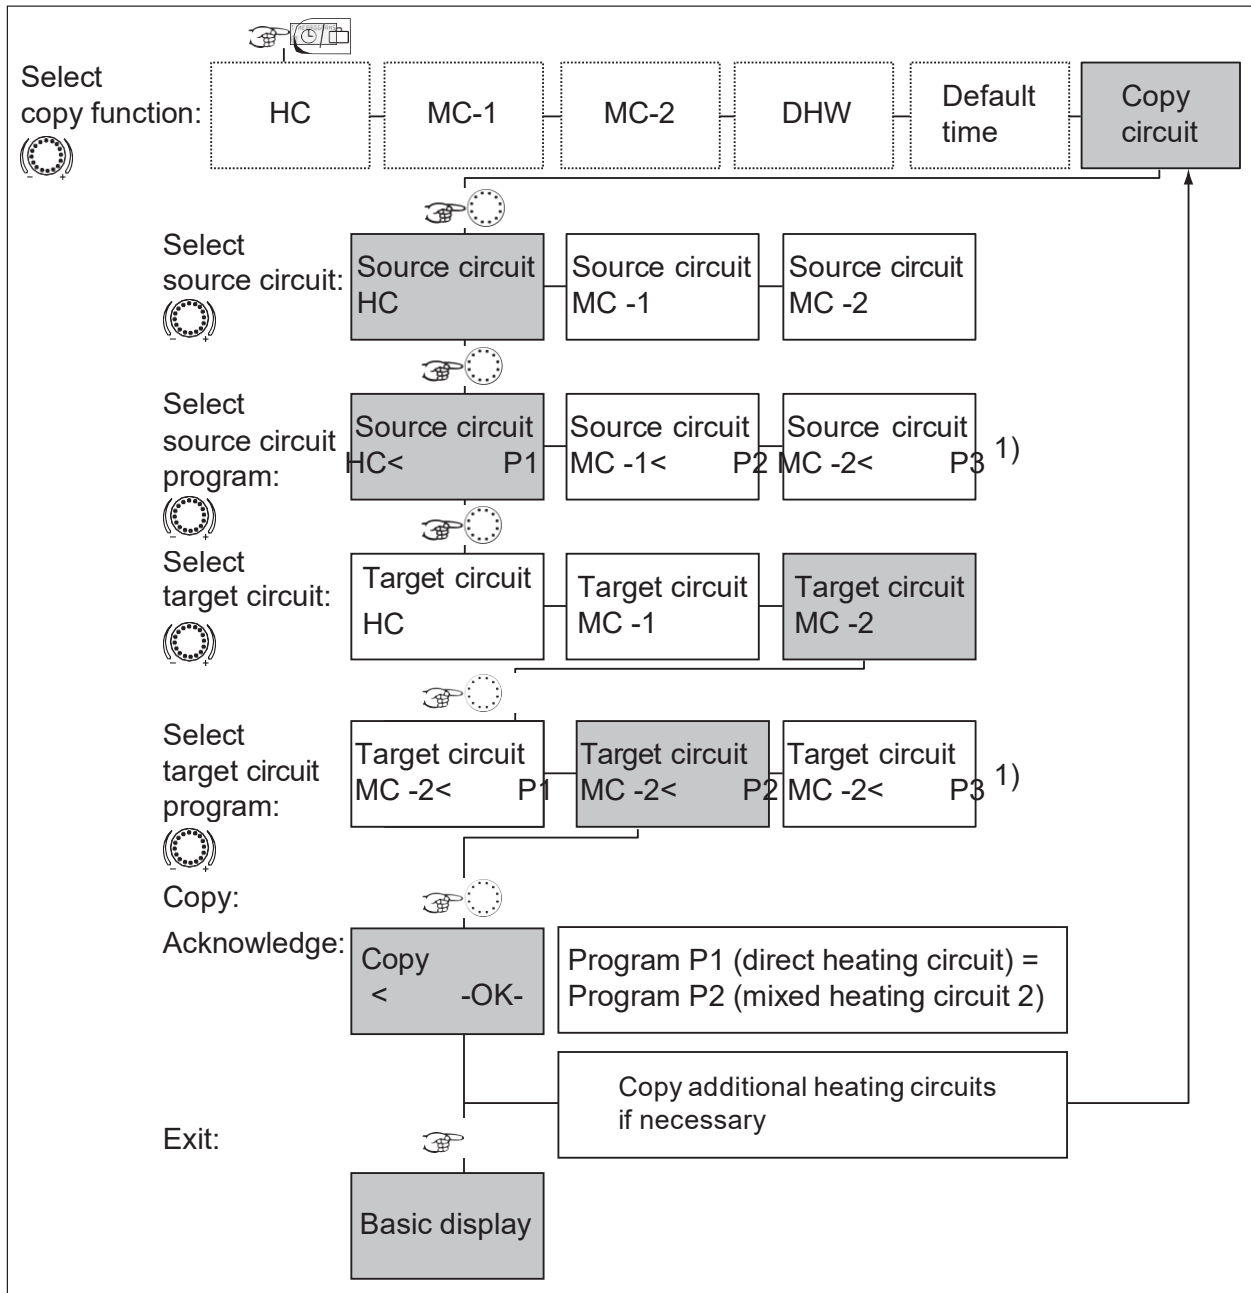 Select
copy function:
HC
MC-1
MC-2
DHW
Default
time
Copy
circuit
- +
Select
source circuit:
- +
Source circuit
HC
Source circuit
MC -1
Source circuit
MC -2
Select
source circuit
program:
- +
Source circuit
HC< P1
Source circuit
MC -1< P2
Source circuit
MC -2< P3
1)
Select
target circuit:
- +
Target circuit
HC
Target circuit
MC -1
Target circuit
MC -2
Select
target circuit
program:
- +
Target circuit
MC -2< P1
Target circuit
MC -2< P2
Target circuit
MC -2< P3
1)
Copy:
Acknowledge:
Copy
< -OK-
Program P1 (direct heating circuit) =
Program P2 (mixed heating circuit 2)
Copy additional heating circuits
if necessary
Exit:
Basic display